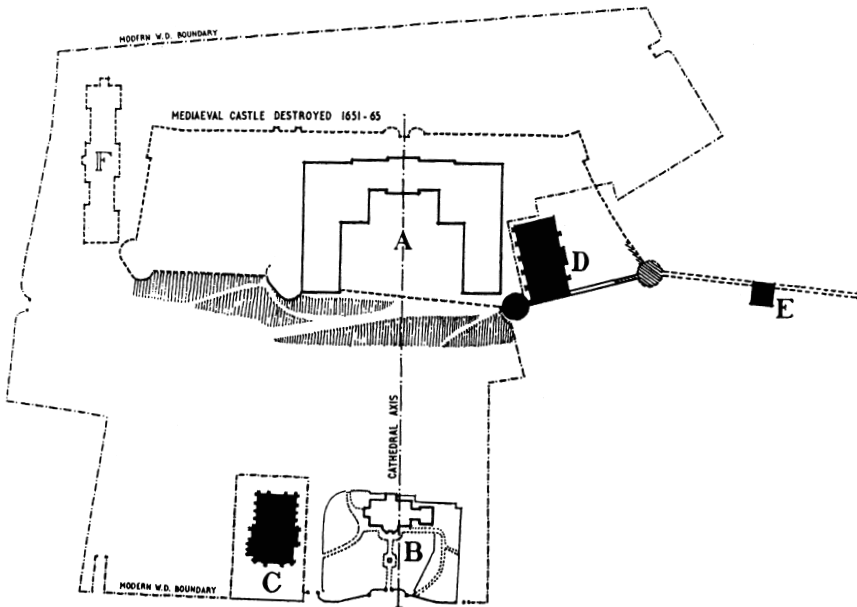 MODERN W.D. BOUNDARY
MEDIAEVAL CASTLE DESTROYED 1651-65
F
A
D
E
CATHEDRAL AXIS
B
C
MODERN W.D. BOUNDARY